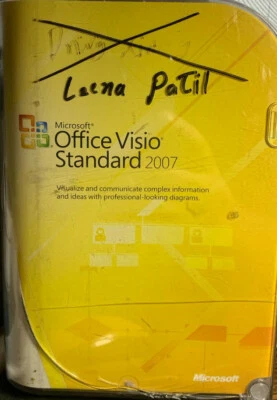 Leena Patil
Microsoft®
Office Visio®
Standard 2007
Visualize and communicate complex information
and ideas with professional-looking diagrams.
Microsoft